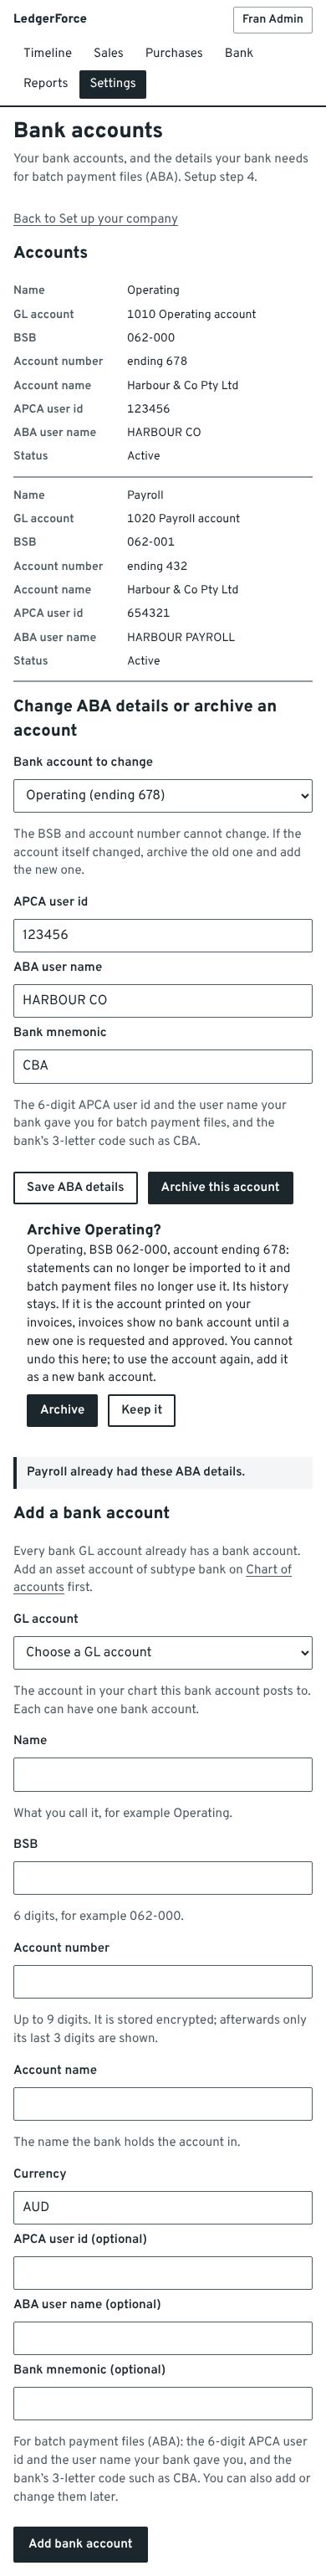 LedgerForce
Fran Admin
Timeline Sales Purchases Bank
Reports Settings
Bank accounts
Your bank accounts, and the details your bank needs
for batch payment files (ABA). Setup step 4.
Back to Set up your company
Accounts
Name Operating
GL account 1010 Operating account
BSB 062-000
Account number ending 678
Account name Harbour & Co Pty Ltd
APCA user id 123456
ABA user name HARBOUR CO
Status Active
Name Payroll
GL account 1020 Payroll account
BSB 062-001
Account number ending 432
Account name Harbour & Co Pty Ltd
APCA user id 654321
ABA user name HARBOUR PAYROLL
Status Active
Change ABA details or archive an
account
Bank account to change
Operating (ending 678)
The BSB and account number cannot change. If the
account itself changed, archive the old one and add
the new one.
APCA user id
123456
ABA user name
HARBOUR CO
Bank mnemonic
CBA
The 6-digit APCA user id and the user name your
bank gave you for batch payment files, and the
bank's 3-letter code such as CBA.
Save ABA details Archive this account
Archive Operating?
Operating, BSB 062-000, account ending 678:
statements can no longer be imported to it and
batch payment files no longer use it. Its history
stays. If it is the account printed on your
invoices, invoices show no bank account until a
new one is requested and approved. You cannot
undo this here; to use the account again, add it
as a new bank account.
Archive Keep it
Payroll already had these ABA details.
Add a bank account
Every bank GL account already has a bank account.
Add an asset account of subtype bank on Chart of
accounts first.
GL account
Choose a GL account
The account in your chart this bank account posts to.
Each can have one bank account.
Name
What you call it, for example Operating.
BSB
6 digits, for example 062-000.
Account number
Up to 9 digits. It is stored encrypted; afterwards only
its last 3 digits are shown.
Account name
The name the bank holds the account in.
Currency
AUD
APCA user id (optional)
ABA user name (optional)
Bank mnemonic (optional)
For batch payment files (ABA): the 6-digit APCA user
id and the user name your bank gave you, and the
bank's 3-letter code such as CBA. You can also add or
change them later.
Add bank account